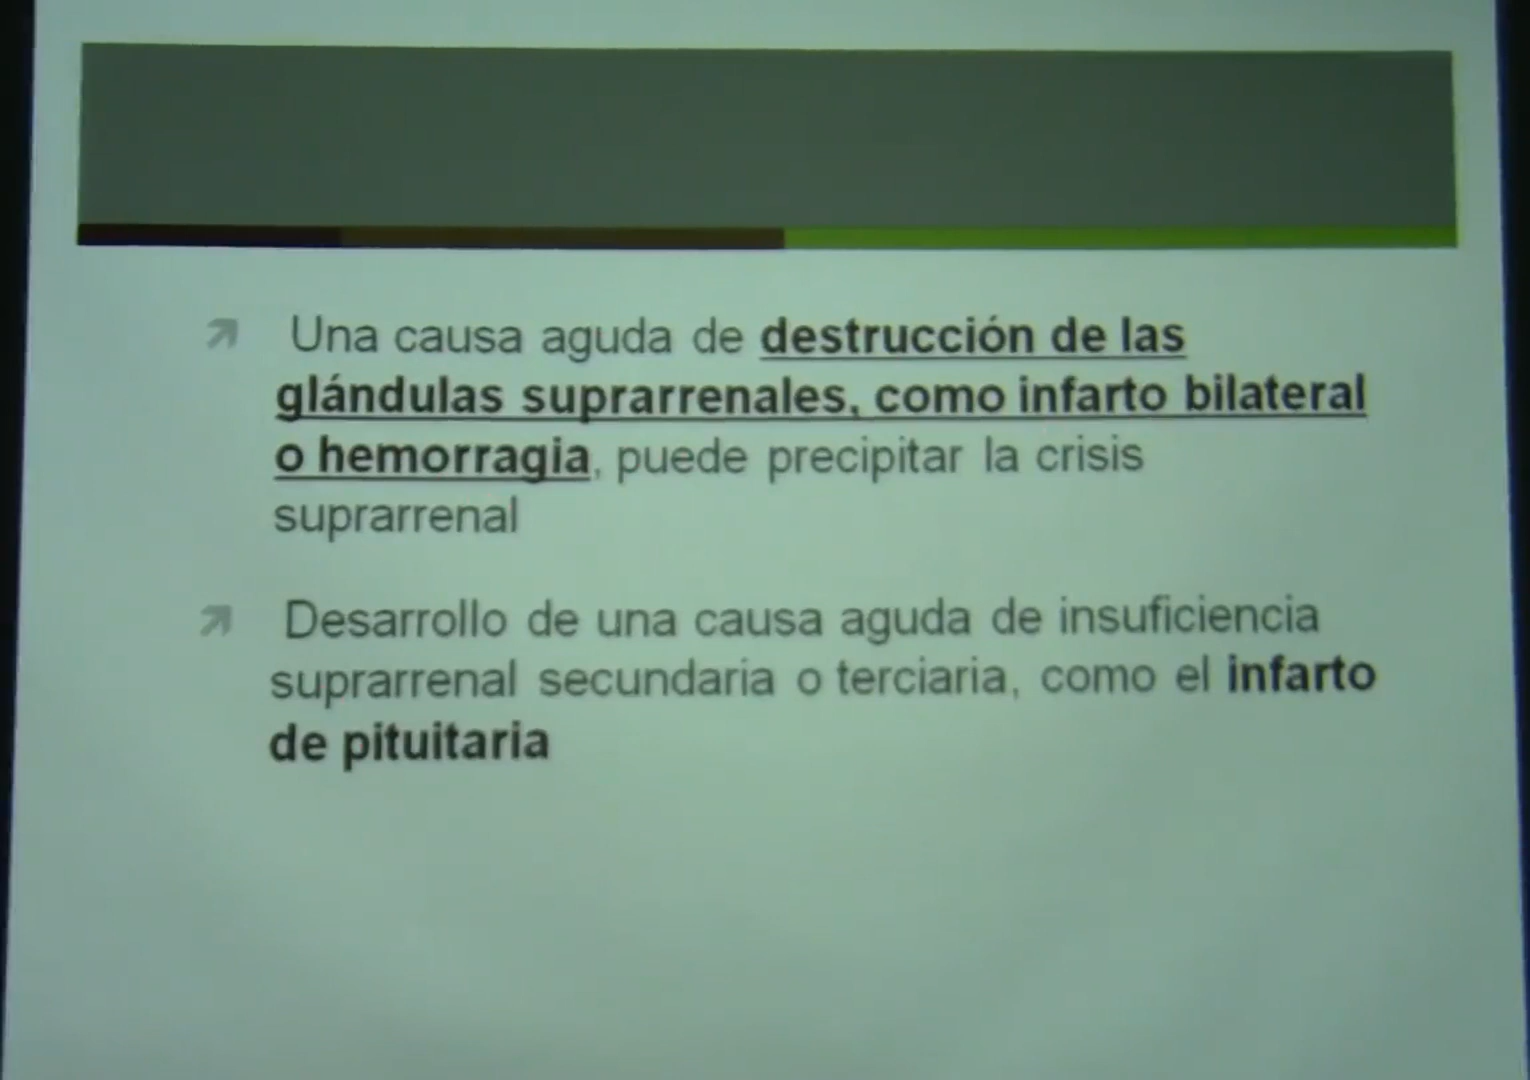 Una causa aguda de destrucción de las
glándulas suprarrenales, como infarto bilateral
o hemorragia, puede precipitar la crisis
suprarrenal
Desarrollo de una causa aguda de insuficiencia
suprarrenal secundaria o terciaria, como el infarto
de pituitaria